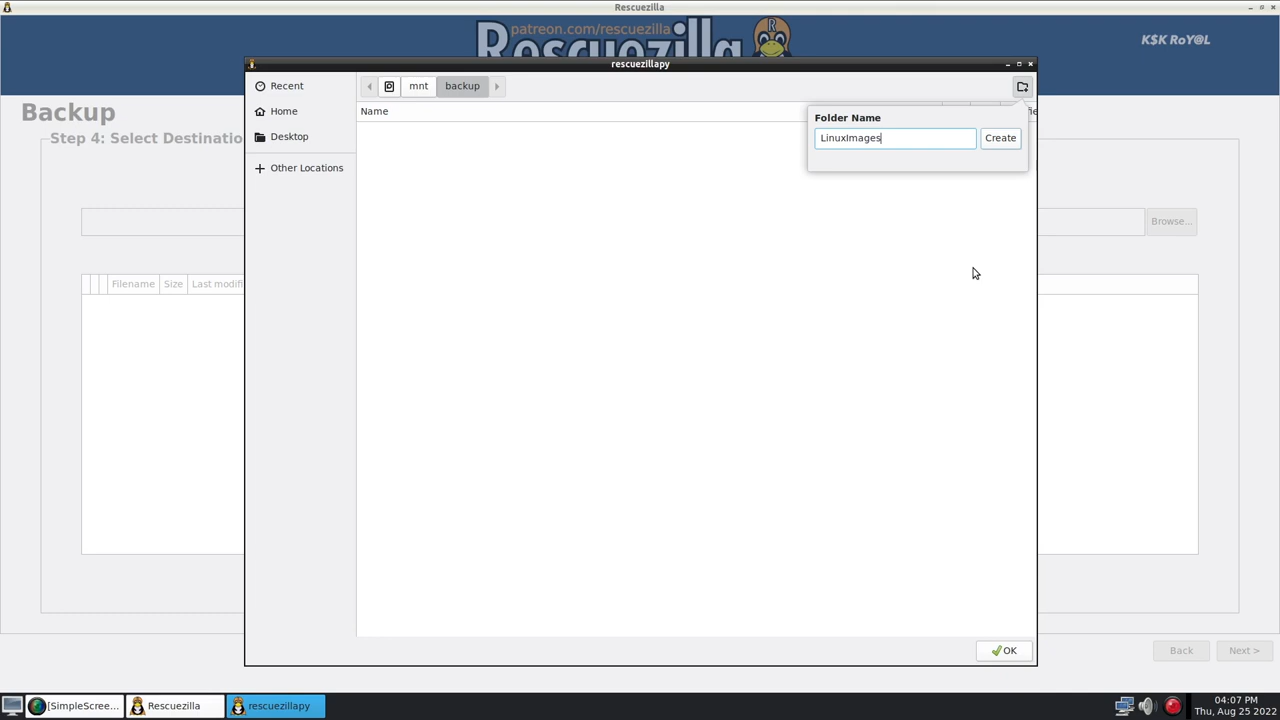 Rescuezilla
patreon.com/rescuezilla
Rescuezilla
K$K RoY@L
rescuezillapy
Recent
mnt
backup
Backup
Home
Name
Folder Name
LinuxImages
Create
Step 4: Select Destinatio
Desktop
Other Locations
Browse...
Filename
Size
Last modifi
OK
Back
Next >
[SimpleScree...
Rescuezilla
rescuezillapy
04:07 PM
Thu, Aug 25 2022